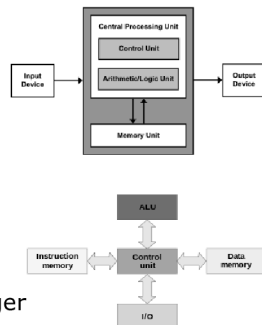 Central Processing Unit
Control Unit
Input
Device
Arithmetic/Logic Unit
Output
Device
Memory Unit
ALU
Instruction
memory
Control
unit
Data
memory
ger
I/O